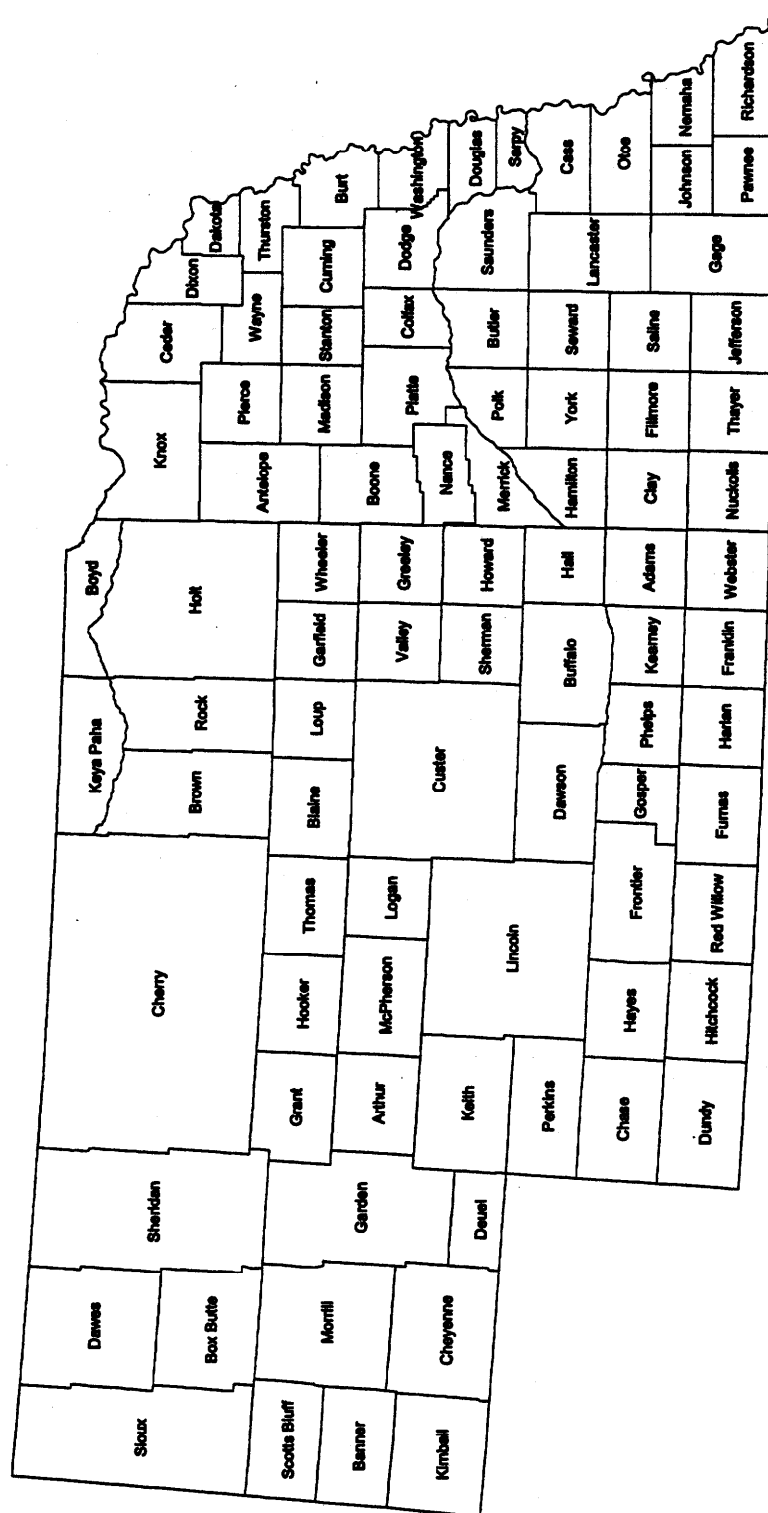 Sioux
Dawes
Box Butte
Sheridan
Scotts Bluff
Banner
Kimball
Morrill
Cheyenne
Garden
Deuel
Cherry
Keya Paha
Boyd
Brown
Rock
Holt
Knox
Ceder
Dixon
Dakota
Antelope
Pierce
Wayne
Thurston
Grant
Hooker
Thomas
Blaine
Loup
Garfield
Wheeler
Boone
Madison
Stanton
Cuming
Burt
Arthur
McPherson
Logan
Custer
Valley
Greeley
Nance
Platte
Colfax
Dodge
Washington)
Keith
Lincoln
Sherman
Howard
Merrick
Polk
Butler
Saunders
Douglas
Sarpy
Perkins
Dawson
Buffalo
Hall
Hamilton
York
Seward
Lancaster
Cass
Otoe
Chase
Hayes
Frontier
Gosper
Phelps
Kearney
Adams
Clay
Fillmore
Saline
Gage
Johnson
Nemaha
Dundy
Hitchcock
Red Willow
Furnas
Harlan
Franklin
Webster
Nuckolls
Thayer
Jefferson
Pawnee
Richardson